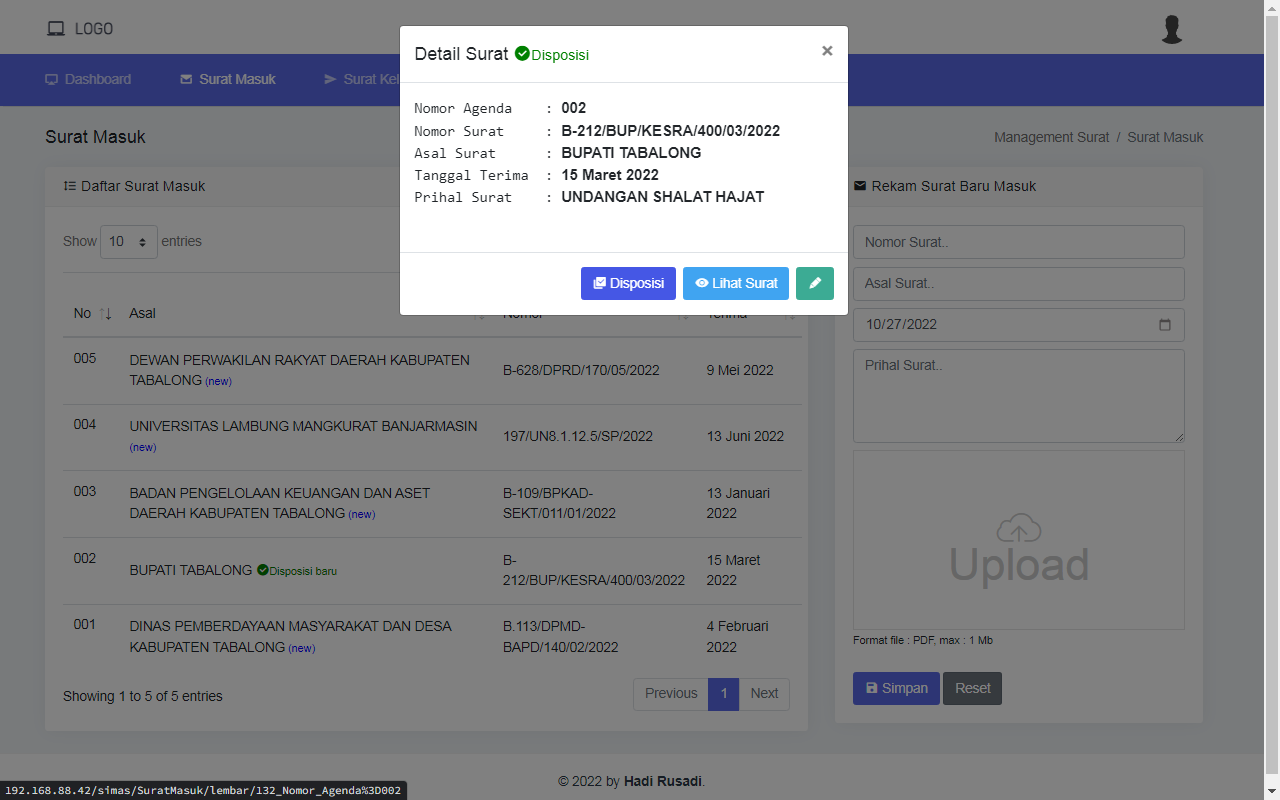 LOGO
Detail Surat Disposisi ×
Dashboard Surat Masuk Surat Kel
Nomor Agenda : 002
Nomor Surat : B-212/BUP/KESRA/400/03/2022
Asal Surat : BUPATI TABALONG
Tanggal Terima : 15 Maret 2022
Prihal Surat : UNDANGAN SHALAT HAJAT
Disposisi Lihat Surat
Surat Masuk
Management Surat / Surat Masuk
Daftar Surat Masuk
Show 10 entries
No Asal Nomor Terima
005 DEWAN PERWAKILAN RAKYAT DAERAH KABUPATEN
TABALONG (new)
B-628/DPRD/170/05/2022 9 Mei 2022
004 UNIVERSITAS LAMBUNG MANGKURAT BANJARMASIN
(new)
197/UN8.1.12.5/SP/2022 13 Juni 2022
003 BADAN PENGELOLAAN KEUANGAN DAN ASET
DAERAH KABUPATEN TABALONG (new)
B-109/BPKAD-
SEKT/011/01/2022
13 Januari
2022
002 BUPATI TABALONG Disposisi baru
B-
212/BUP/KESRA/400/03/2022
15 Maret
2022
001 DINAS PEMBERDAYAAN MASYARAKAT DAN DESA
KABUPATEN TABALONG (new)
B.113/DPMD-
BAPD/140/02/2022
4 Februari
2022
Showing 1 to 5 of 5 entries
Previous 1 Next
Rekam Surat Baru Masuk
Nomor Surat..
Asal Surat..
10/27/2022
Prihal Surat..
Upload
Format file : PDF, max : 1 Mb
Simpan Reset
© 2022 by Hadi Rusadi.
192.168.88.42/simas/SuratMasuk/lembar/132_Nomor_Agenda%3D002